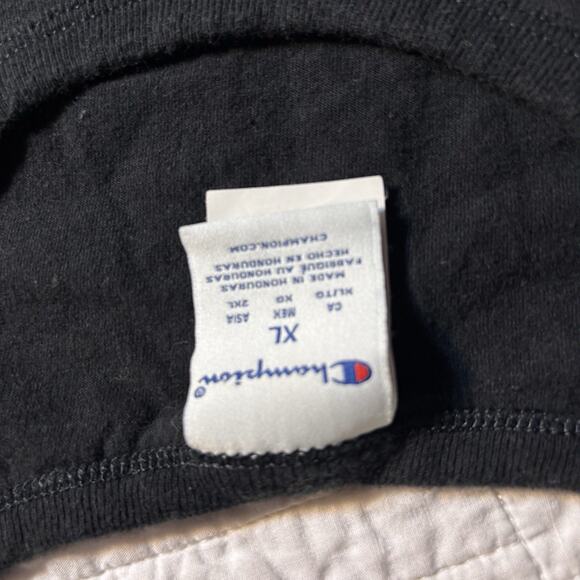 Champion®
XL
CA MEX ASIA
XL/TG XG 2XL
MADE IN HONDURAS
FABRIQUÉ AU HONDURAS
HECHO EN HONDURAS
CHAMPION.COM